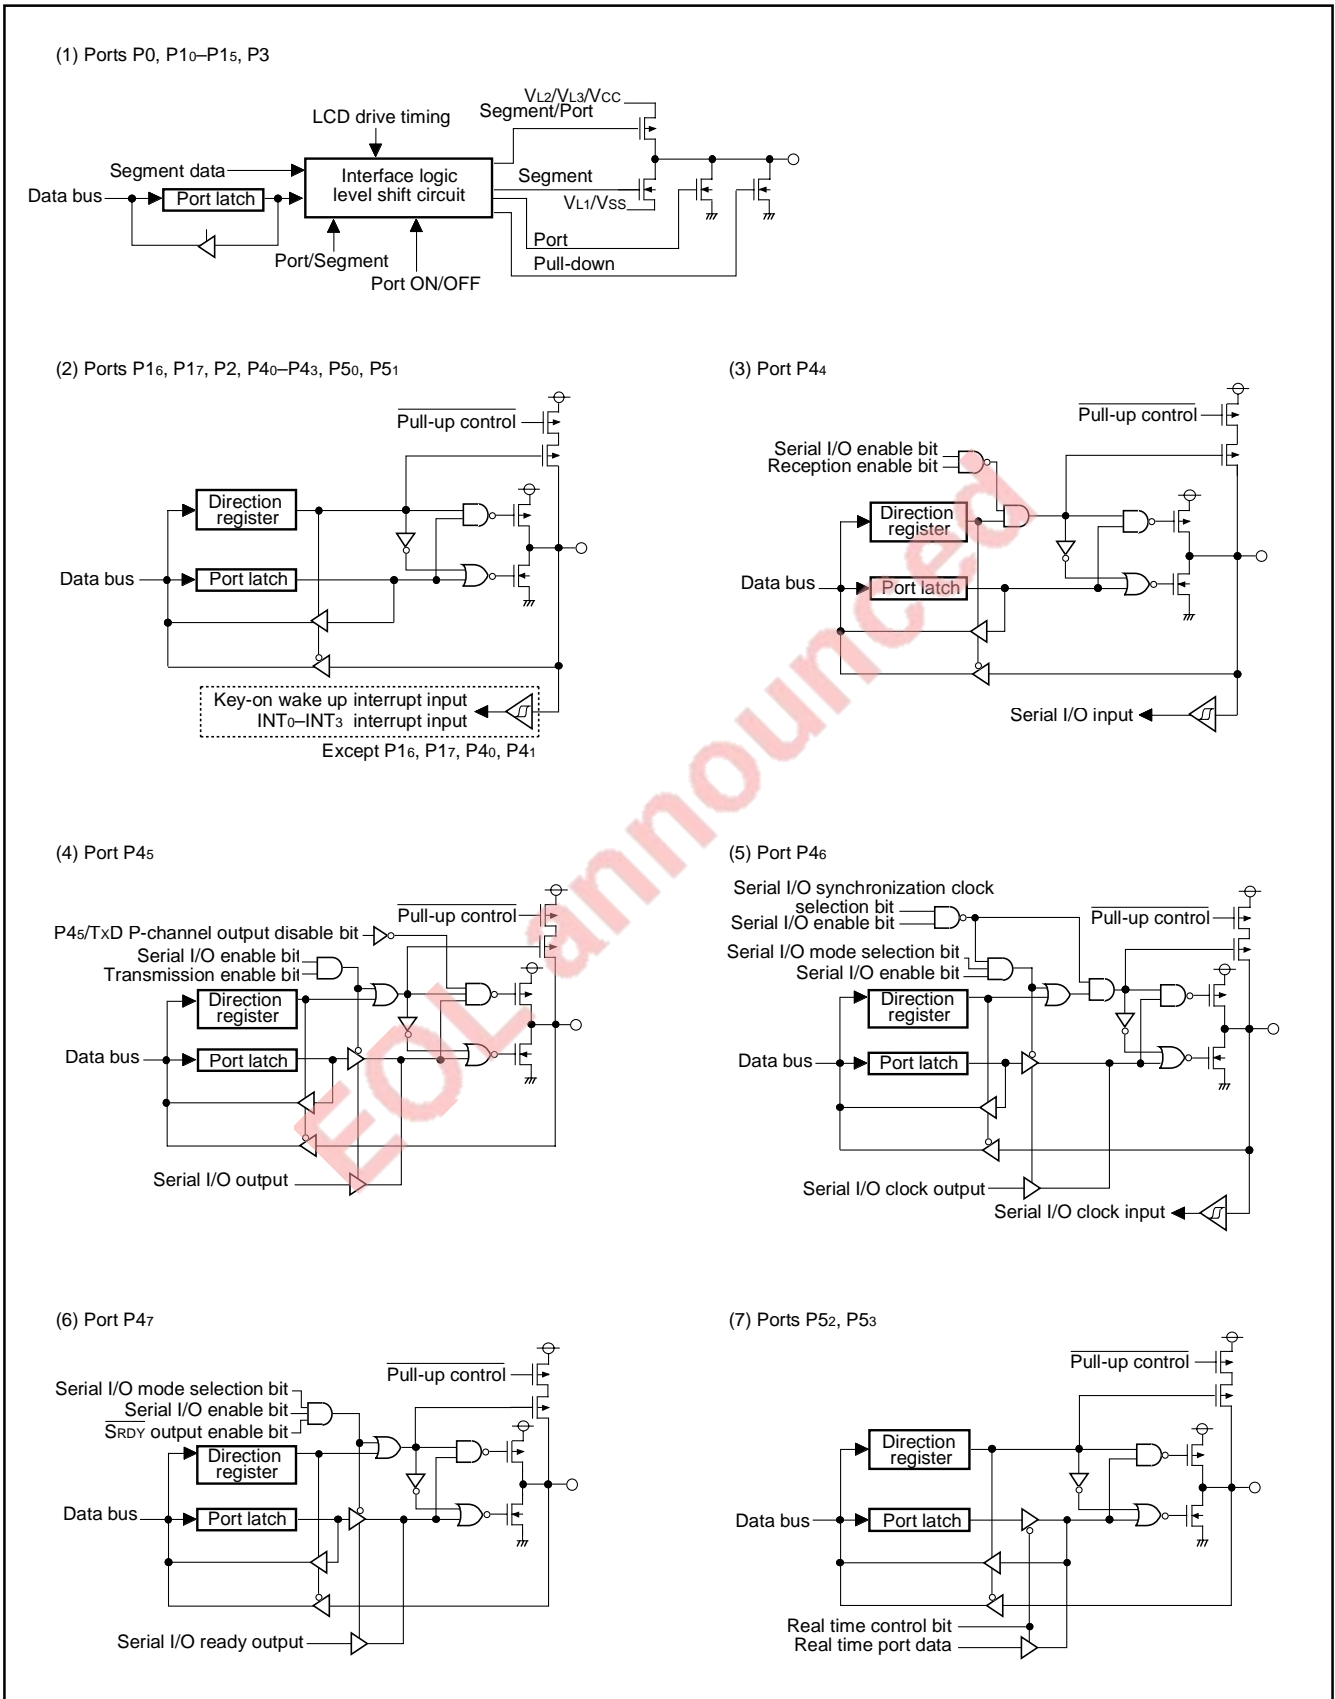 (1) Ports P0, P10–P15, P3
VL2/VL3/VCC
Segment/Port
LCD drive timing
Segment data
Interface logic
level shift circuit
Segment
Data bus
Port latch
VL1/VSS
Port
Port/Segment
Pull-down
Port ON/OFF
(2) Ports P16, P17, P2, P40–P43, P50, P51
Pull-up control
Direction
register
Data bus
Port latch
Key-on wake up interrupt input
INT0–INT3 interrupt input
Except P16, P17, P40, P41
(3) Port P44
Pull-up control
Serial I/O enable bit
Reception enable bit
Direction
register
Data bus
Port latch
Serial I/O input
(4) Port P45
Pull-up control
P45/TXD P-channel output disable bit
Serial I/O enable bit
Transmission enable bit
Direction
register
Data bus
Port latch
Serial I/O output
(5) Port P46
Serial I/O synchronization clock
selection bit
Serial I/O enable bit
Pull-up control
Serial I/O mode selection bit
Serial I/O enable bit
Direction
register
Data bus
Port latch
Serial I/O clock output
Serial I/O clock input
(6) Port P47
Pull-up control
Serial I/O mode selection bit
Serial I/O enable bit
SRDY output enable bit
Direction
register
Data bus
Port latch
Serial I/O ready output
(7) Ports P52, P53
Pull-up control
Direction
register
Data bus
Port latch
Real time control bit
Real time port data
EOL announced